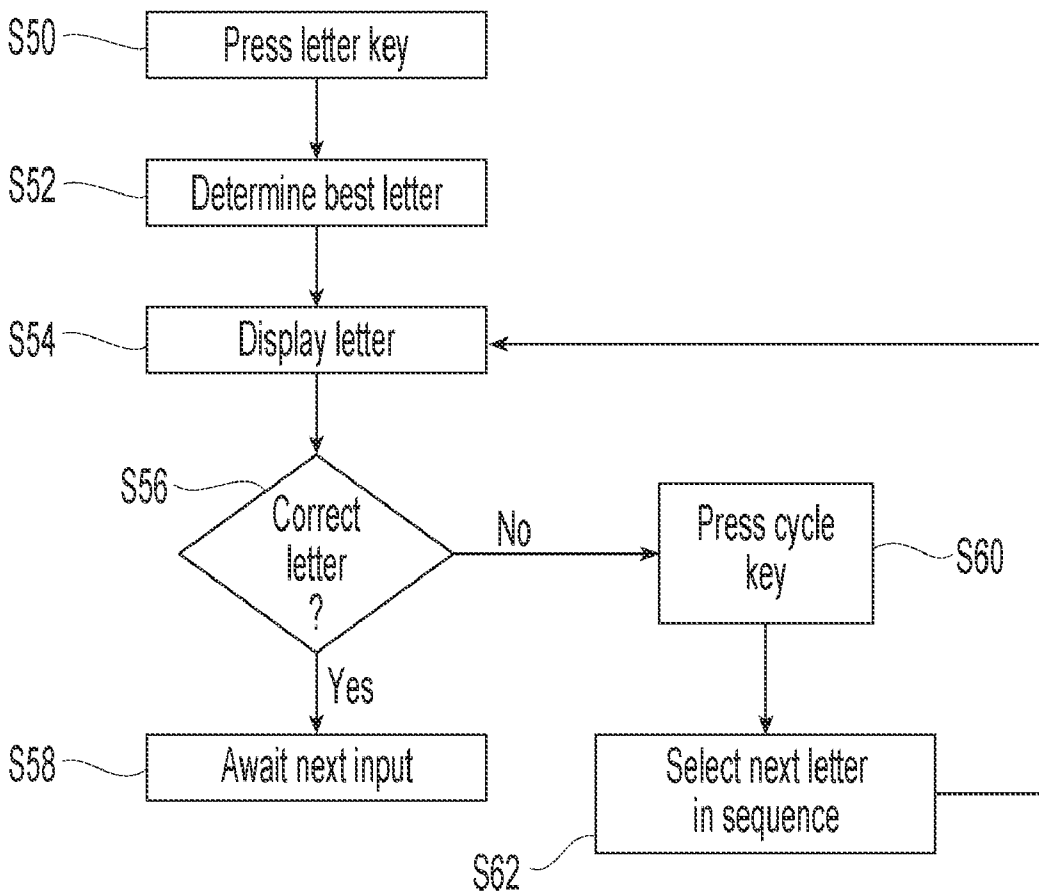 S50
Press letter key
S52
Determine best letter
S54
Display letter
S56
Correct
letter
?
No
Press cycle
key
S60
Yes
S58
Await next input
Select next letter
in sequence
S62